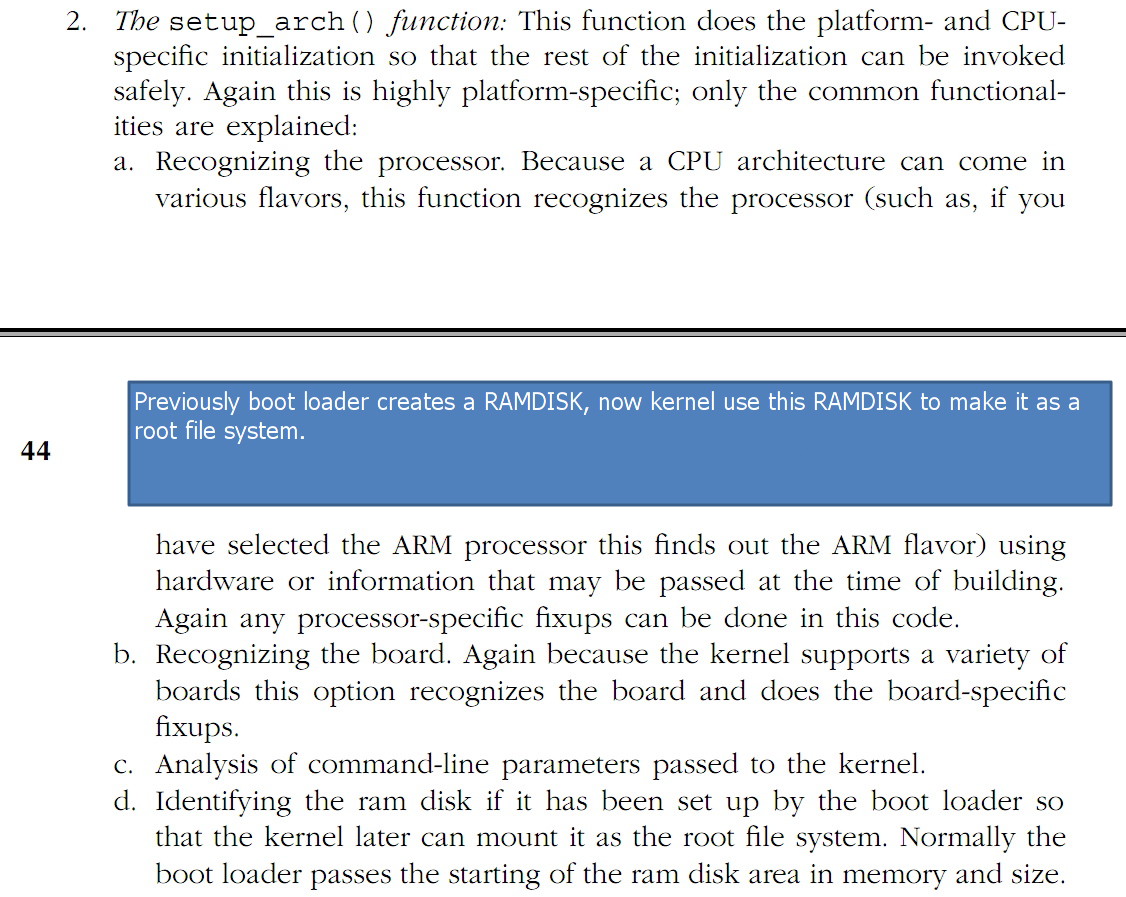 2. The setup_arch() function: This function does the platform- and CPU-
specific initialization so that the rest of the initialization can be invoked
safely. Again this is highly platform-specific; only the common functional-
ities are explained:
a. Recognizing the processor. Because a CPU architecture can come in
various flavors, this function recognizes the processor (such as, if you
Previously boot loader creates a RAMDISK, now kernel use this RAMDISK to make it as a
root file system.
44
have selected the ARM processor this finds out the ARM flavor) using
hardware or information that may be passed at the time of building.
Again any processor-specific fixups can be done in this code.
b. Recognizing the board. Again because the kernel supports a variety of
boards this option recognizes the board and does the board-specific
fixups.
c. Analysis of command-line parameters passed to the kernel.
d. Identifying the ram disk if it has been set up by the boot loader so
that the kernel later can mount it as the root file system. Normally the
boot loader passes the starting of the ram disk area in memory and size.